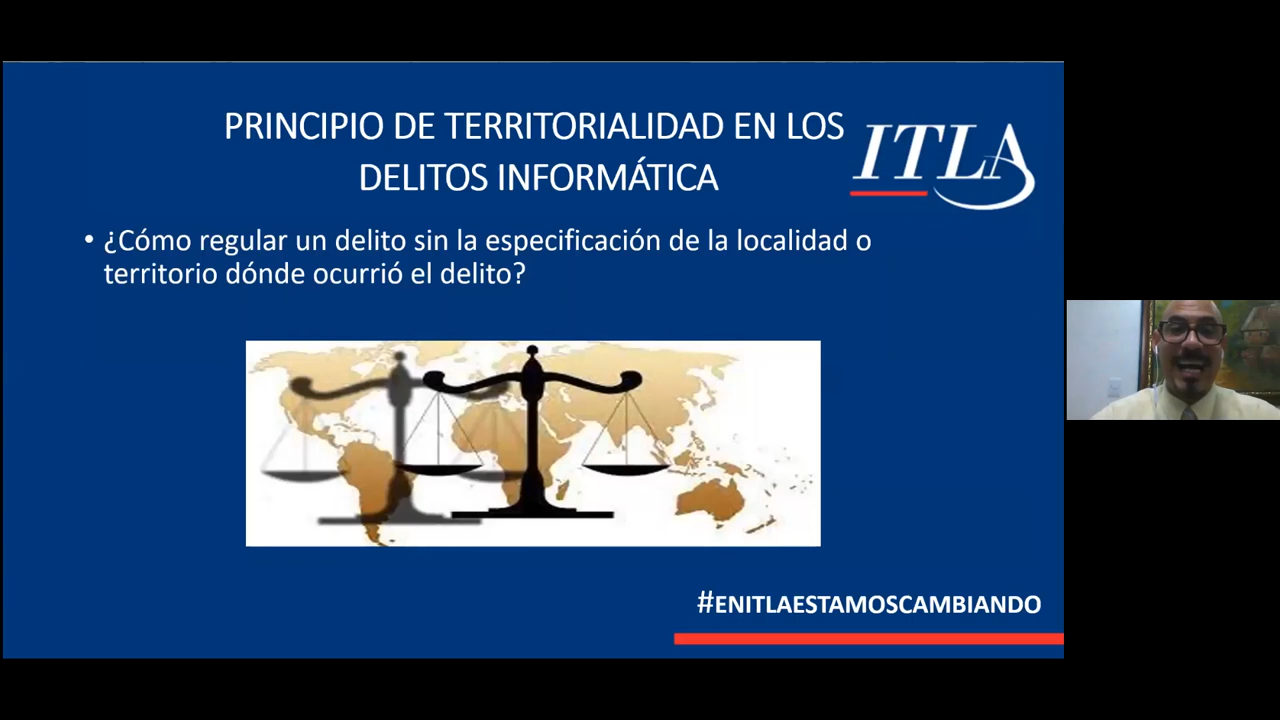 PRINCIPIO DE TERRITORIALIDAD EN LOS
DELITOS INFORMÁTICA
ITLA
• ¿Cómo regular un delito sin la especificación de la localidad o
territorio dónde ocurrió el delito?
#ENITLAESTAMOSCAMBIANDO